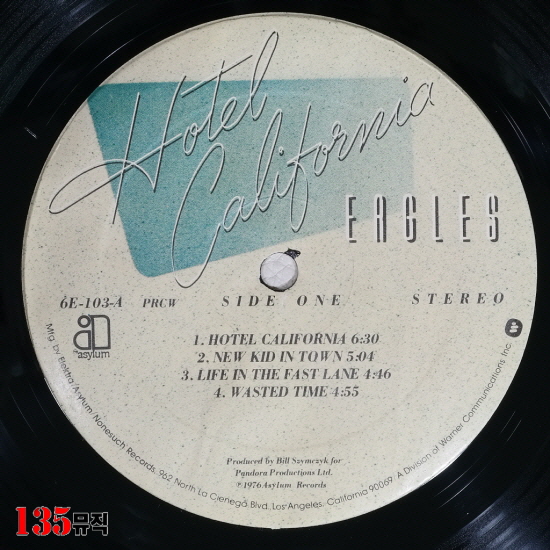 Hotel
California
EAGLES
6E-103-A PRCW SIDE ONE STEREO
asylum
1. HOTEL CALIFORNIA 6:30
2. NEW KID IN TOWN 5:04
3. LIFE IN THE FAST LANE 4:46
4. WASTED TIME 4:55
Produced by Bill Szymczyk for
Pandora Productions Ltd.
℗1976 Asylum Records
Mfg. by Elektra/Asylum/Nonesuch Records, 962 North La Cienega Blvd., Los Angeles, California 90069. A Division of Warner Communications Inc.
135뮤직